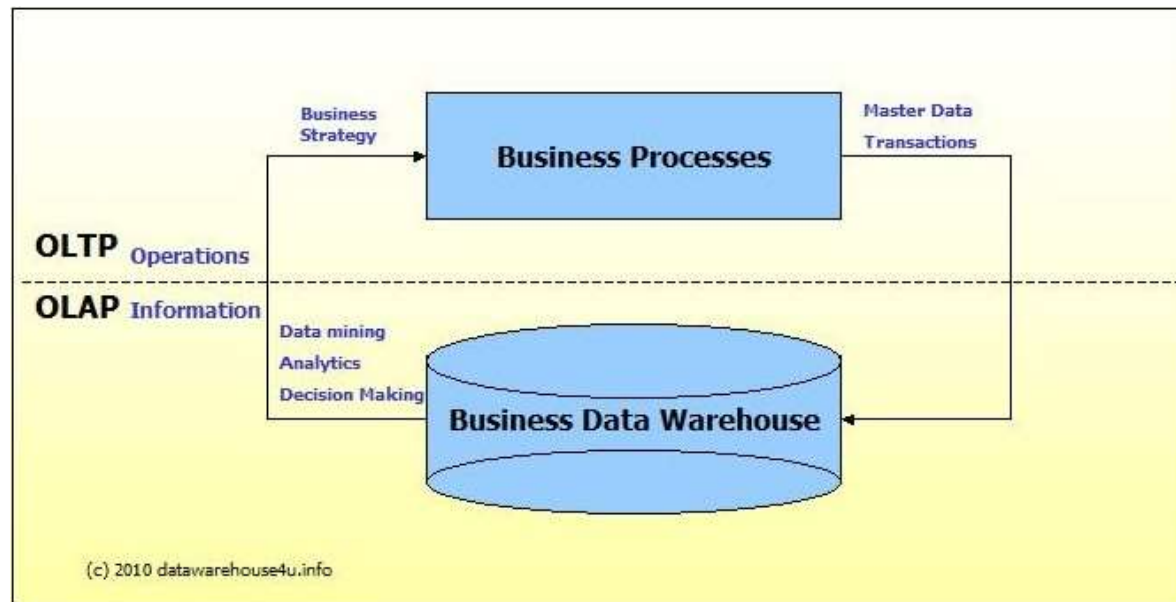 Business
Strategy
Business Processes
Master Data
Transactions
OLTP Operations
OLAP Information
Data mining
Analytics
Decision Making
Business Data Warehouse
(c) 2010 datawarehouse4u.info